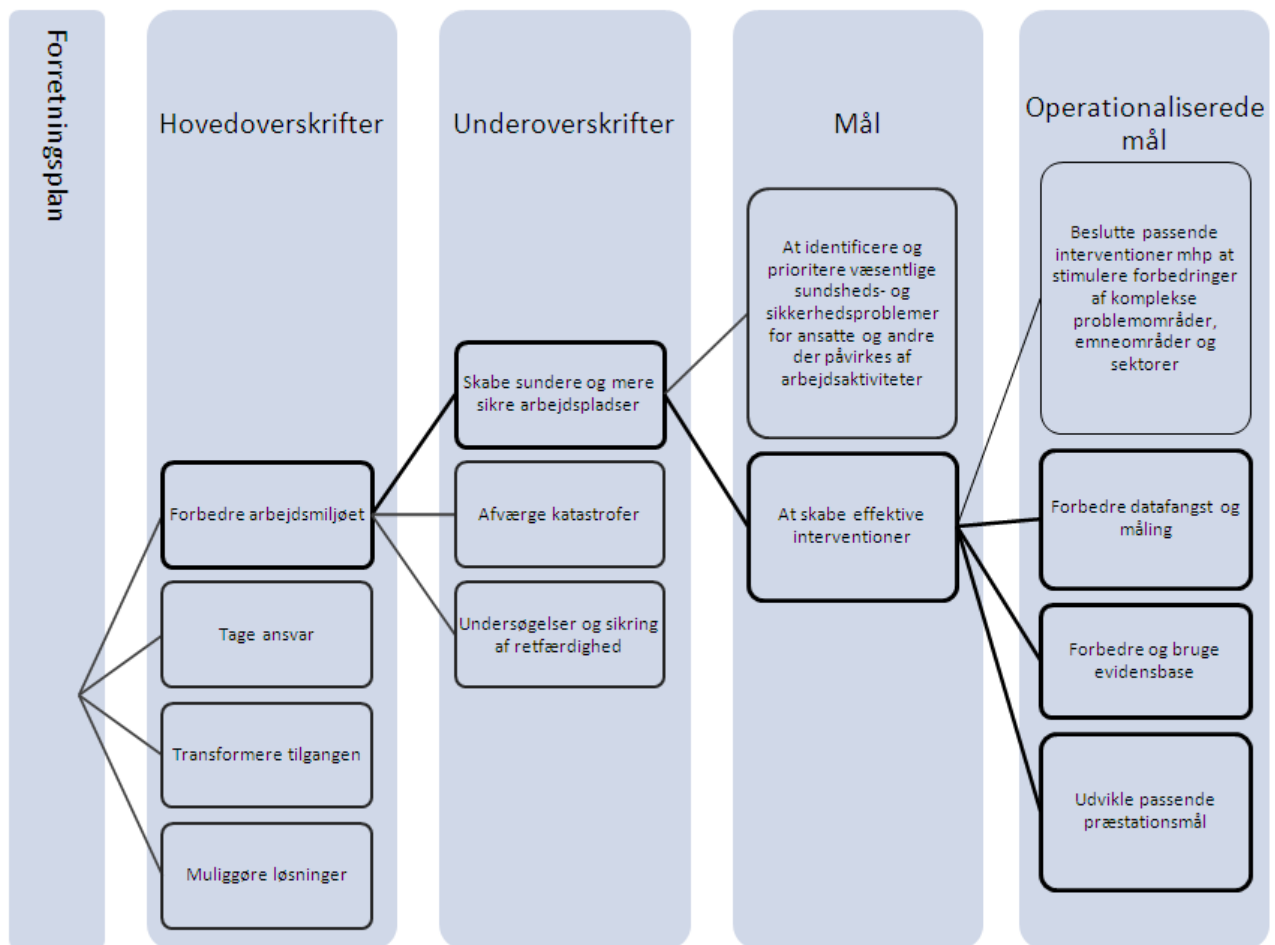 Forretningsplan
Hovedoverskrifter
Forbedre arbejdsmiljøet
Tage ansvar
Transformere tilgangen
Muliggøre løsninger
Underoverskrifter
Skabe sundere og mere
sikre arbejdspladser
Afværge katastrofer
Undersøgelser og sikring
af retfærdighed
Mål
At identificere og
prioritere væsentlige
sundsheds- og
sikkerhedsproblemer
for ansatte og andre
der påvirkes af
arbejdsaktiviteter
At skabe effektive
interventioner
Operationaliserede
mål
Beslutte passende
interventioner mhp at
stimulere forbedringer
af komplekse
problemområder,
emneområder og
sektorer
Forbedre datafangst og
måling
Forbedre og bruge
evidensbase
Udvikle passende
præstationsmål